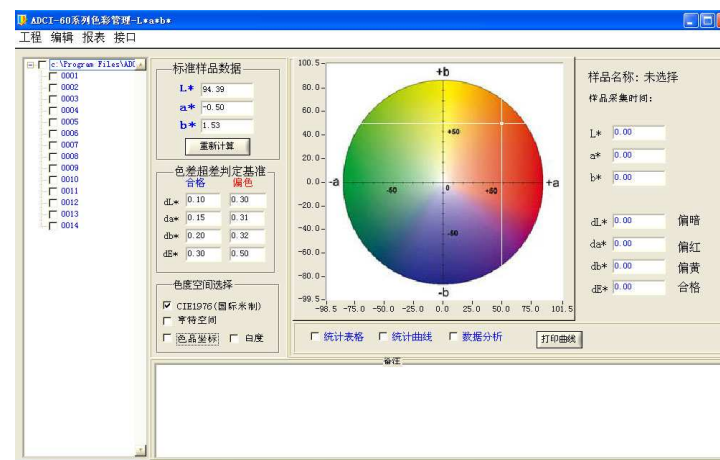 ADCI-60系列色彩管理-L*a*b*
工程 编辑 报表 接口
c:\Program Files\ADC
0001
0002
0003
0004
0005
0006
0007
0008
0009
0010
0011
0012
0013
0014
标准样品数据
L* 94.39
a* -0.50
b* 1.53
重新计算
色差超差判定基准
合格 偏色
dL* 0.10 0.30
da* 0.15 0.31
db* 0.20 0.32
dE* 0.30 0.50
色度空间选择
CIE1976(国际米制)
亨特空间
色品坐标 白度
100.5
80.0
60.0
40.0
20.0
0.0
-20.0
-40.0
-60.0
-80.0
-99.5
+b
+50
-a -60 0 +60 +a
-60
-b
-98.5 -75.0 -50.0 -25.0 0.0 25.0 50.0 75.0 101.5
统计表格 统计曲线 数据分析 打印曲线
样品名称: 未选择
样品采集时间:
L* 0.00
a* 0.00
b* 0.00
dL* 0.00 偏暗
da* 0.00 偏红
db* 0.00 偏黄
dE* 0.00 合格
备注